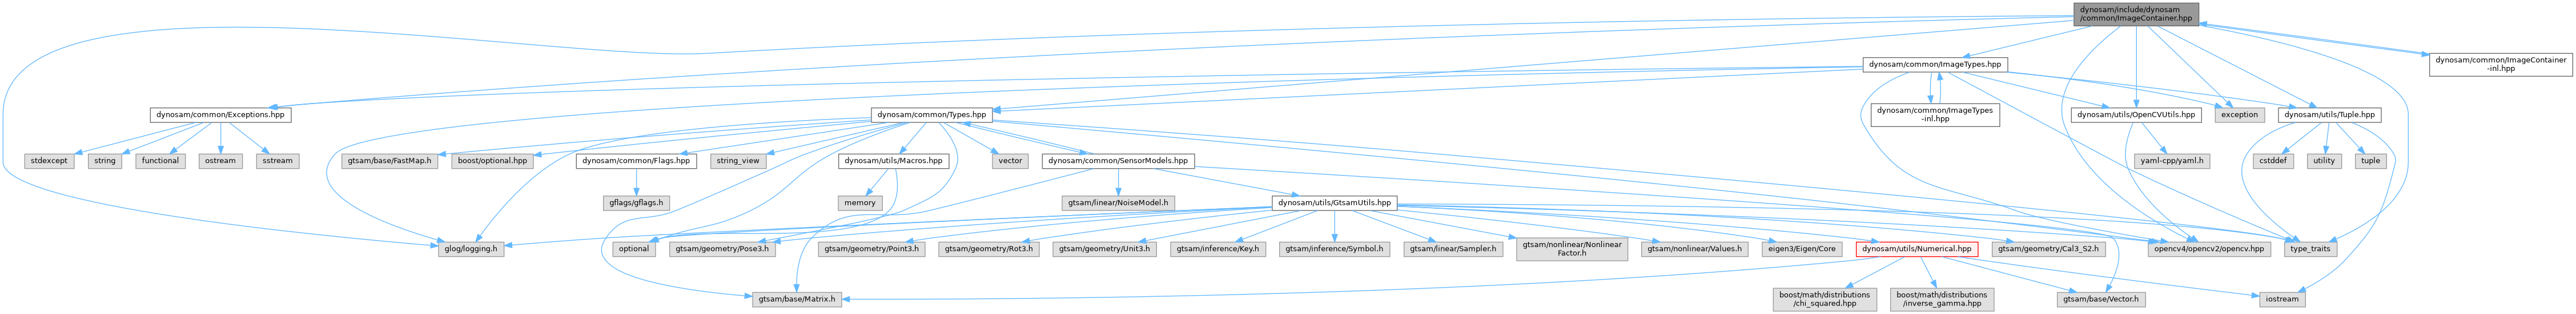 dynosam/include/dynosam
/common/ImageContainer.hpp
dynosam/common/ImageTypes.hpp
dynosam/common/ImageContainer
-inl.hpp
dynosam/common/Exceptions.hpp
dynosam/common/Types.hpp
dynosam/common/ImageTypes
-inl.hpp
dynosam/utils/OpenCVUtils.hpp
exception
dynosam/utils/Tuple.hpp
stdexcept
string
functional
ostream
sstream
gtsam/base/FastMap.h
boost/optional.hpp
dynosam/common/Flags.hpp
string_view
dynosam/utils/Macros.hpp
vector
dynosam/common/SensorModels.hpp
yaml-cpp/yaml.h
cstddef
utility
tuple
gflags/gflags.h
memory
gtsam/linear/NoiseModel.h
dynosam/utils/GtsamUtils.hpp
glog/logging.h
optional
gtsam/geometry/Pose3.h
gtsam/geometry/Point3.h
gtsam/geometry/Rot3.h
gtsam/geometry/Unit3.h
gtsam/inference/Key.h
gtsam/inference/Symbol.h
gtsam/linear/Sampler.h
gtsam/nonlinear/Nonlinear
Factor.h
gtsam/nonlinear/Values.h
eigen3/Eigen/Core
dynosam/utils/Numerical.hpp
gtsam/geometry/Cal3_S2.h
opencv4/opencv2/opencv.hpp
type_traits
gtsam/base/Matrix.h
boost/math/distributions
/chi_squared.hpp
boost/math/distributions
/inverse_gamma.hpp
gtsam/base/Vector.h
iostream